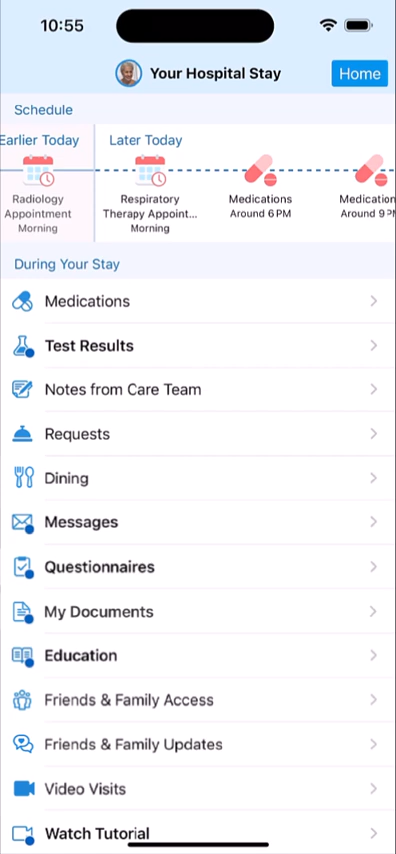 10:55
Your Hospital Stay
Home
Schedule
Earlier Today
Later Today
Radiology
Appointment
Morning
Respiratory
Therapy Appoint...
Morning
Medications
Around 6 PM
Medication
Around 9 P
During Your Stay
Medications
Test Results
Notes from Care Team
Requests
Dining
Messages
Questionnaires
My Documents
Education
Friends & Family Access
Friends & Family Updates
Video Visits
Watch Tutorial